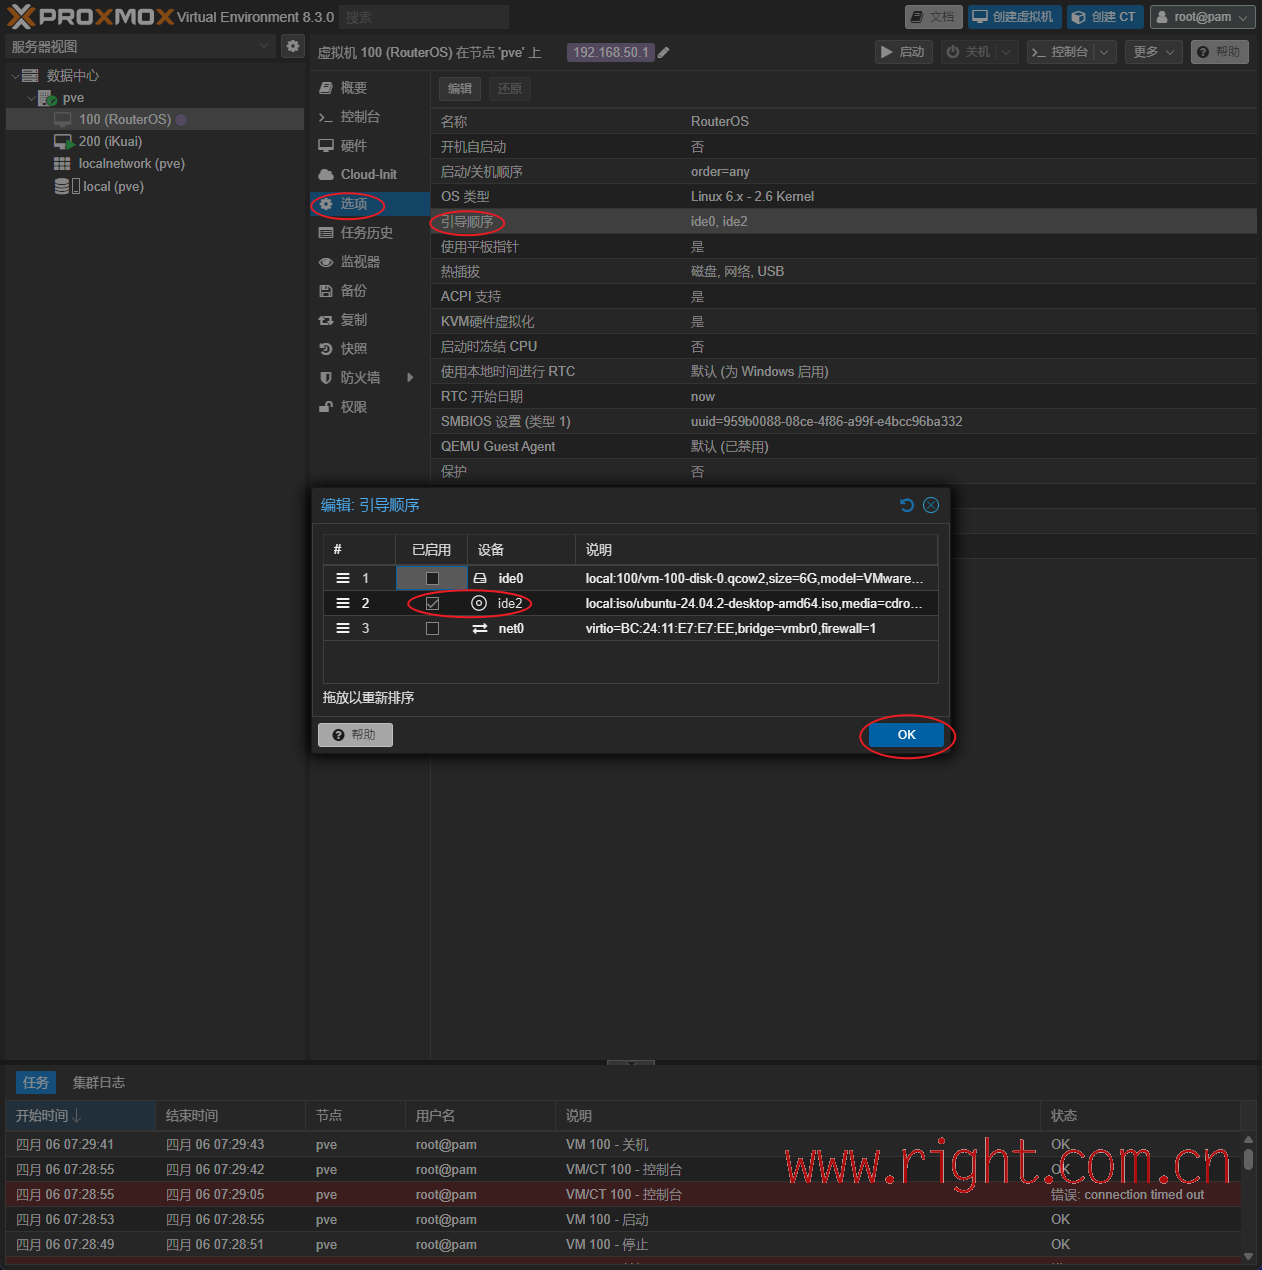 PROXMOX Virtual Environment 8.3.0 搜索 文档 创建虚拟机 创建 CT root@pam
服务器视图
虚拟机 100 (RouterOS) 在节点 'pve' 上 192.168.50.1 启动 关机 控制台 更多 帮助
数据中心
pve
100 (RouterOS)
200 (iKuai)
localnetwork (pve)
local (pve)
概要
控制台
硬件
Cloud-Init
选项
任务历史
监视器
备份
复制
快照
防火墙
权限
编辑 还原
名称 RouterOS
开机自启动 否
启动/关机顺序 order=any
OS 类型 Linux 6.x - 2.6 Kernel
引导顺序 ide0, ide2
使用平板指针 是
热插拔 磁盘, 网络, USB
ACPI 支持 是
KVM硬件虚拟化 是
启动时冻结 CPU 否
使用本地时间进行 RTC 默认 (为 Windows 启用)
RTC 开始日期 now
SMBIOS 设置 (类型 1) uuid=959b0088-08ce-4f86-a99f-e4bcc96ba332
QEMU Guest Agent 默认 (已禁用)
保护 否
编辑: 引导顺序
# 已启用 设备 说明
1 ide0 local:100/vm-100-disk-0.qcow2,size=6G,model=VMware...
2 ide2 local:iso/ubuntu-24.04.2-desktop-amd64.iso,media=cdro...
3 net0 virtio=BC:24:11:E7:E7:EE,bridge=vmbr0,firewall=1
拖放以重新排序
帮助 OK
任务 集群日志
开始时间 结束时间 节点 用户名 说明 状态
四月 06 07:29:41 四月 06 07:29:43 pve root@pam VM 100 - 关机 OK
四月 06 07:28:55 四月 06 07:29:42 pve root@pam VM/CT 100 - 控制台 OK
四月 06 07:28:55 四月 06 07:29:05 pve root@pam VM/CT 100 - 控制台 错误: connection timed out
四月 06 07:28:53 四月 06 07:28:55 pve root@pam VM 100 - 启动 OK
四月 06 07:28:49 四月 06 07:28:51 pve root@pam VM 100 - 停止 OK
www.right.com.cn